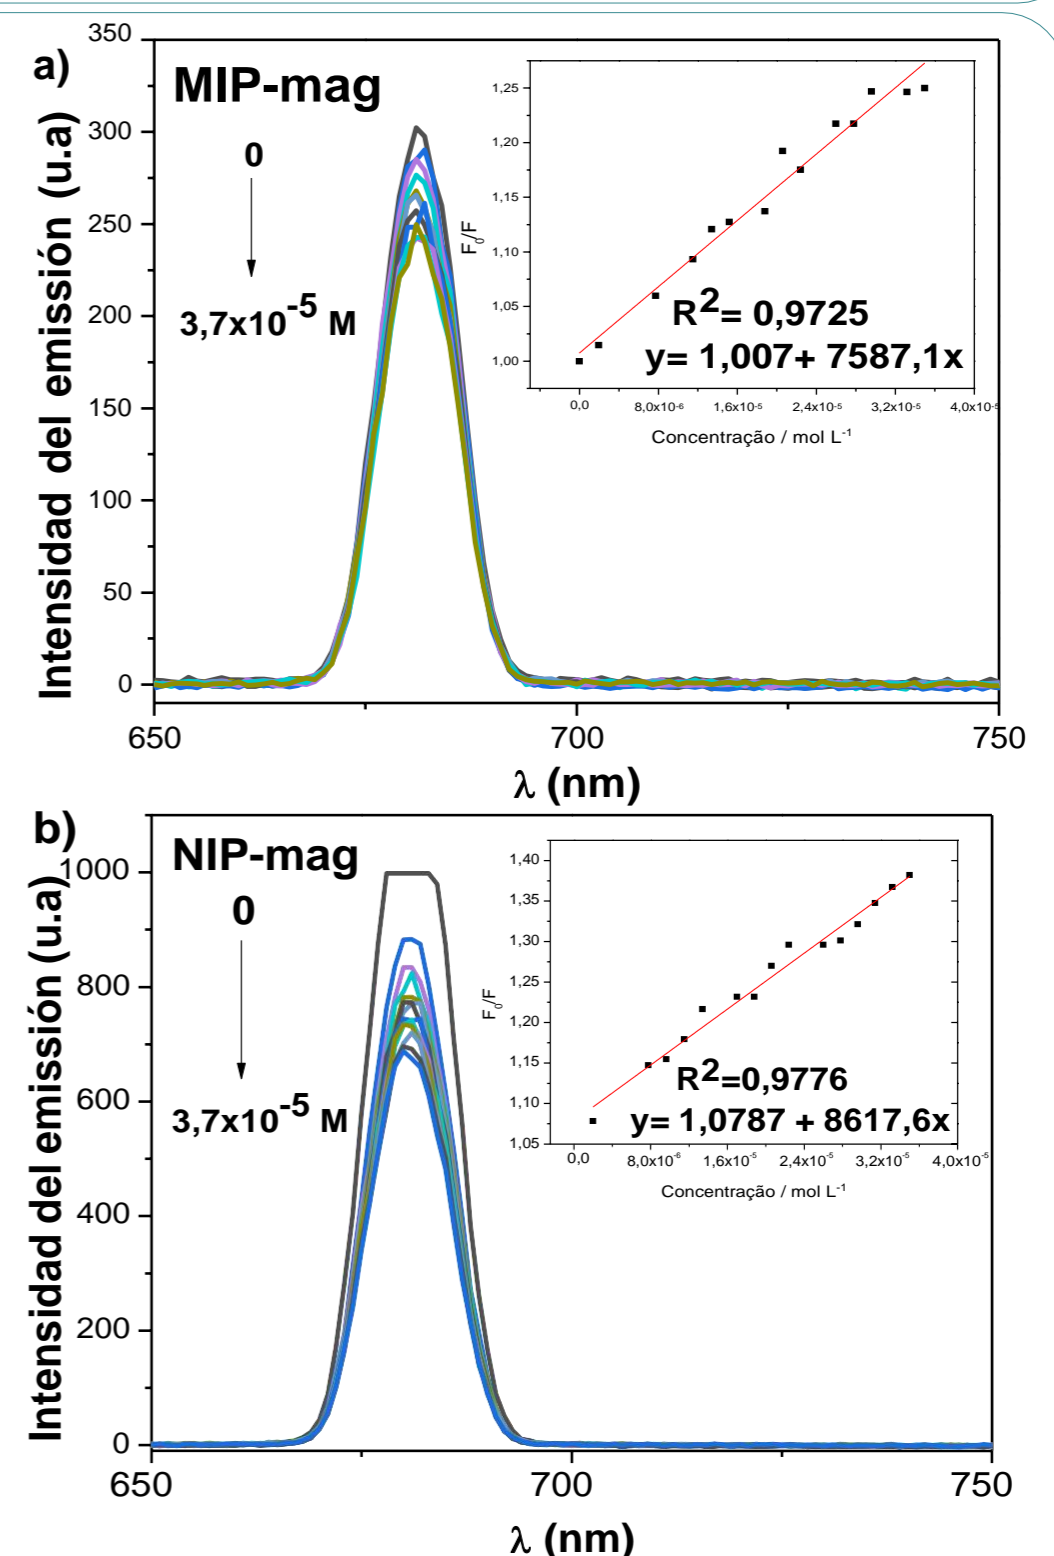 a)
MIP-mag
0
3,7x10⁻⁵ M
Intensidad del emissión (u.a)
350
300
250
200
150
100
50
0
650
700
750
λ (nm)
F₀/F
1,25
1,20
1,15
1,10
1,05
1,00
R²= 0,9725
y= 1,007+ 7587,1x
0,0
8,0x10⁻⁶
1,6x10⁻⁵
2,4x10⁻⁵
3,2x10⁻⁵
4,0x10⁻⁵
Concentração / mol L⁻¹
b)
NIP-mag
0
3,7x10⁻⁵ M
Intensidad del emissión (u.a)
1000
800
600
400
200
0
650
700
750
λ (nm)
F₀/F
1,40
1,35
1,30
1,25
1,20
1,15
1,10
1,05
R²=0,9776
y= 1,0787 + 8617,6x
0,0
8,0x10⁻⁶
1,6x10⁻⁵
2,4x10⁻⁵
3,2x10⁻⁵
4,0x10⁻⁵
Concentração / mol L⁻¹